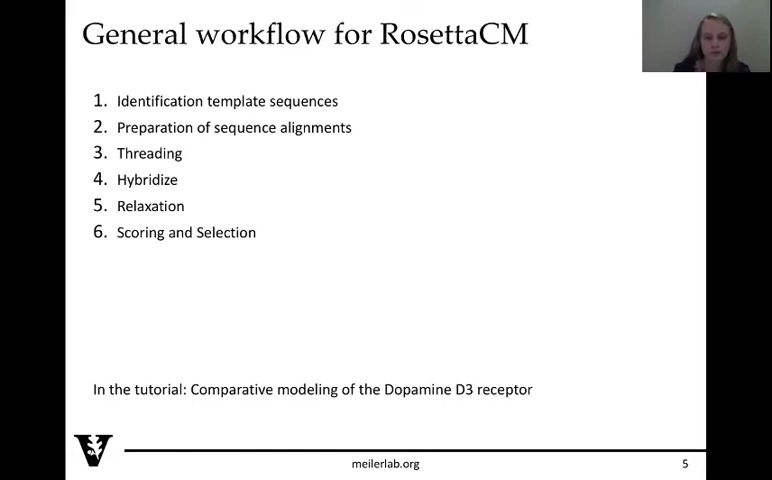 General workflow for RosettaCM
1. Identification template sequences
2. Preparation of sequence alignments
3. Threading
4. Hybridize
5. Relaxation
6. Scoring and Selection
In the tutorial: Comparative modeling of the Dopamine D3 receptor
V
meilerlab.org
5